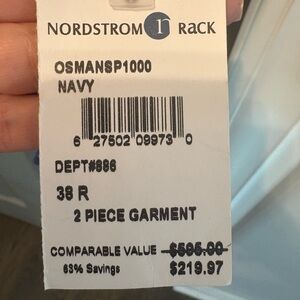 NORDSTROM r RACK
OSMANSP1000
NAVY
6 27502 09973 0
DEPT#886
38 R
2 PIECE GARMENT
COMPARABLE VALUE $595.00
63% Savings $219.97